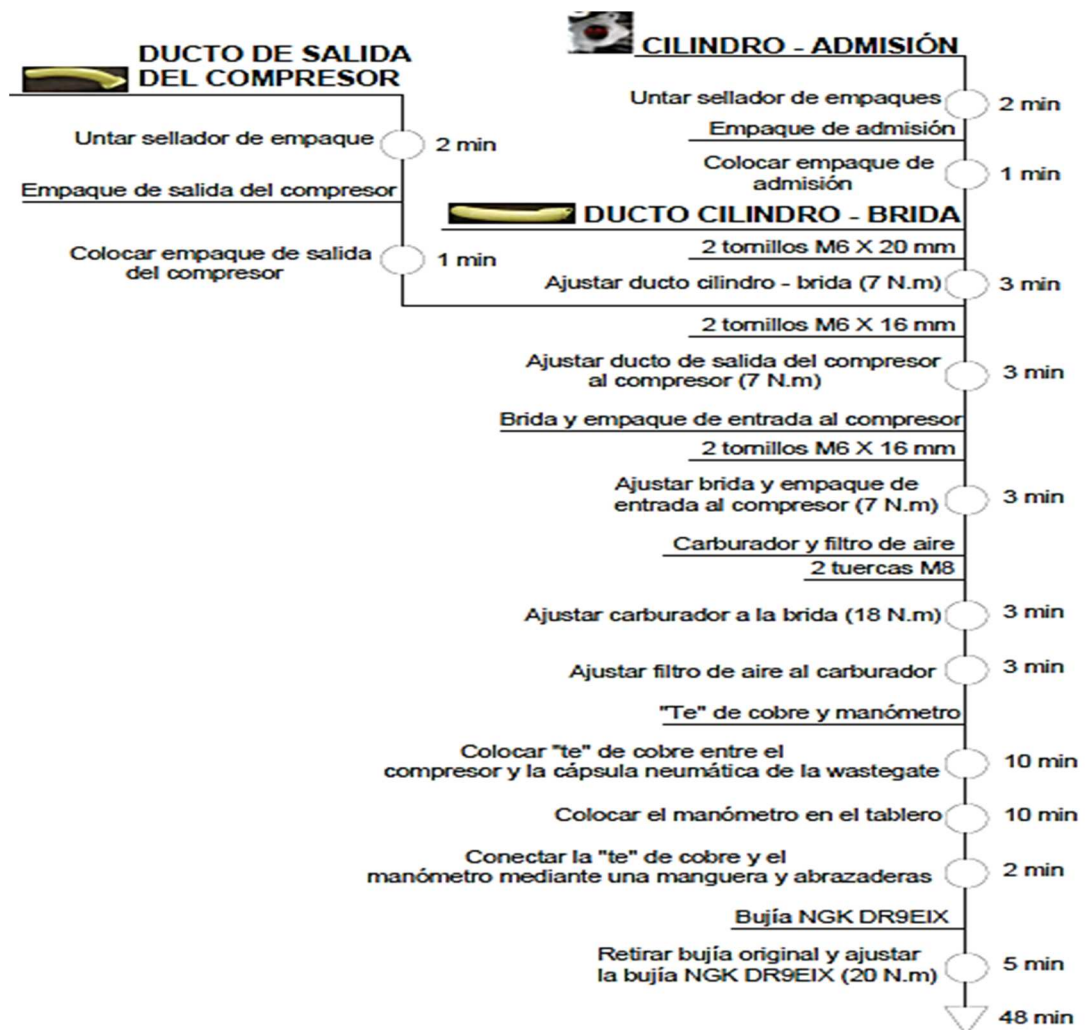 DUCTO DE SALIDA
DEL COMPRESOR
Untar sellador de empaque
2 min
Empaque de salida del compresor
Colocar empaque de salida
del compresor
1 min
CILINDRO - ADMISIÓN
Untar sellador de empaques
2 min
Empaque de admisión
Colocar empaque de
admisión
1 min
DUCTO CILINDRO - BRIDA
2 tornillos M6 X 20 mm
Ajustar ducto cilindro - brida (7 N.m)
3 min
2 tornillos M6 X 16 mm
Ajustar ducto de salida del compresor
al compresor (7 N.m)
3 min
Brida y empaque de entrada al compresor
2 tornillos M6 X 16 mm
Ajustar brida y empaque de
entrada al compresor (7 N.m)
3 min
Carburador y filtro de aire
2 tuercas M8
Ajustar carburador a la brida (18 N.m)
3 min
Ajustar filtro de aire al carburador
3 min
"Te" de cobre y manómetro
Colocar "te" de cobre entre el
compresor y la cápsula neumática de la wastegate
10 min
Colocar el manómetro en el tablero
10 min
Conectar la "te" de cobre y el
manómetro mediante una manguera y abrazaderas
2 min
Bujía NGK DR9EIX
Retirar bujía original y ajustar
la bujía NGK DR9EIX (20 N.m)
5 min
48 min